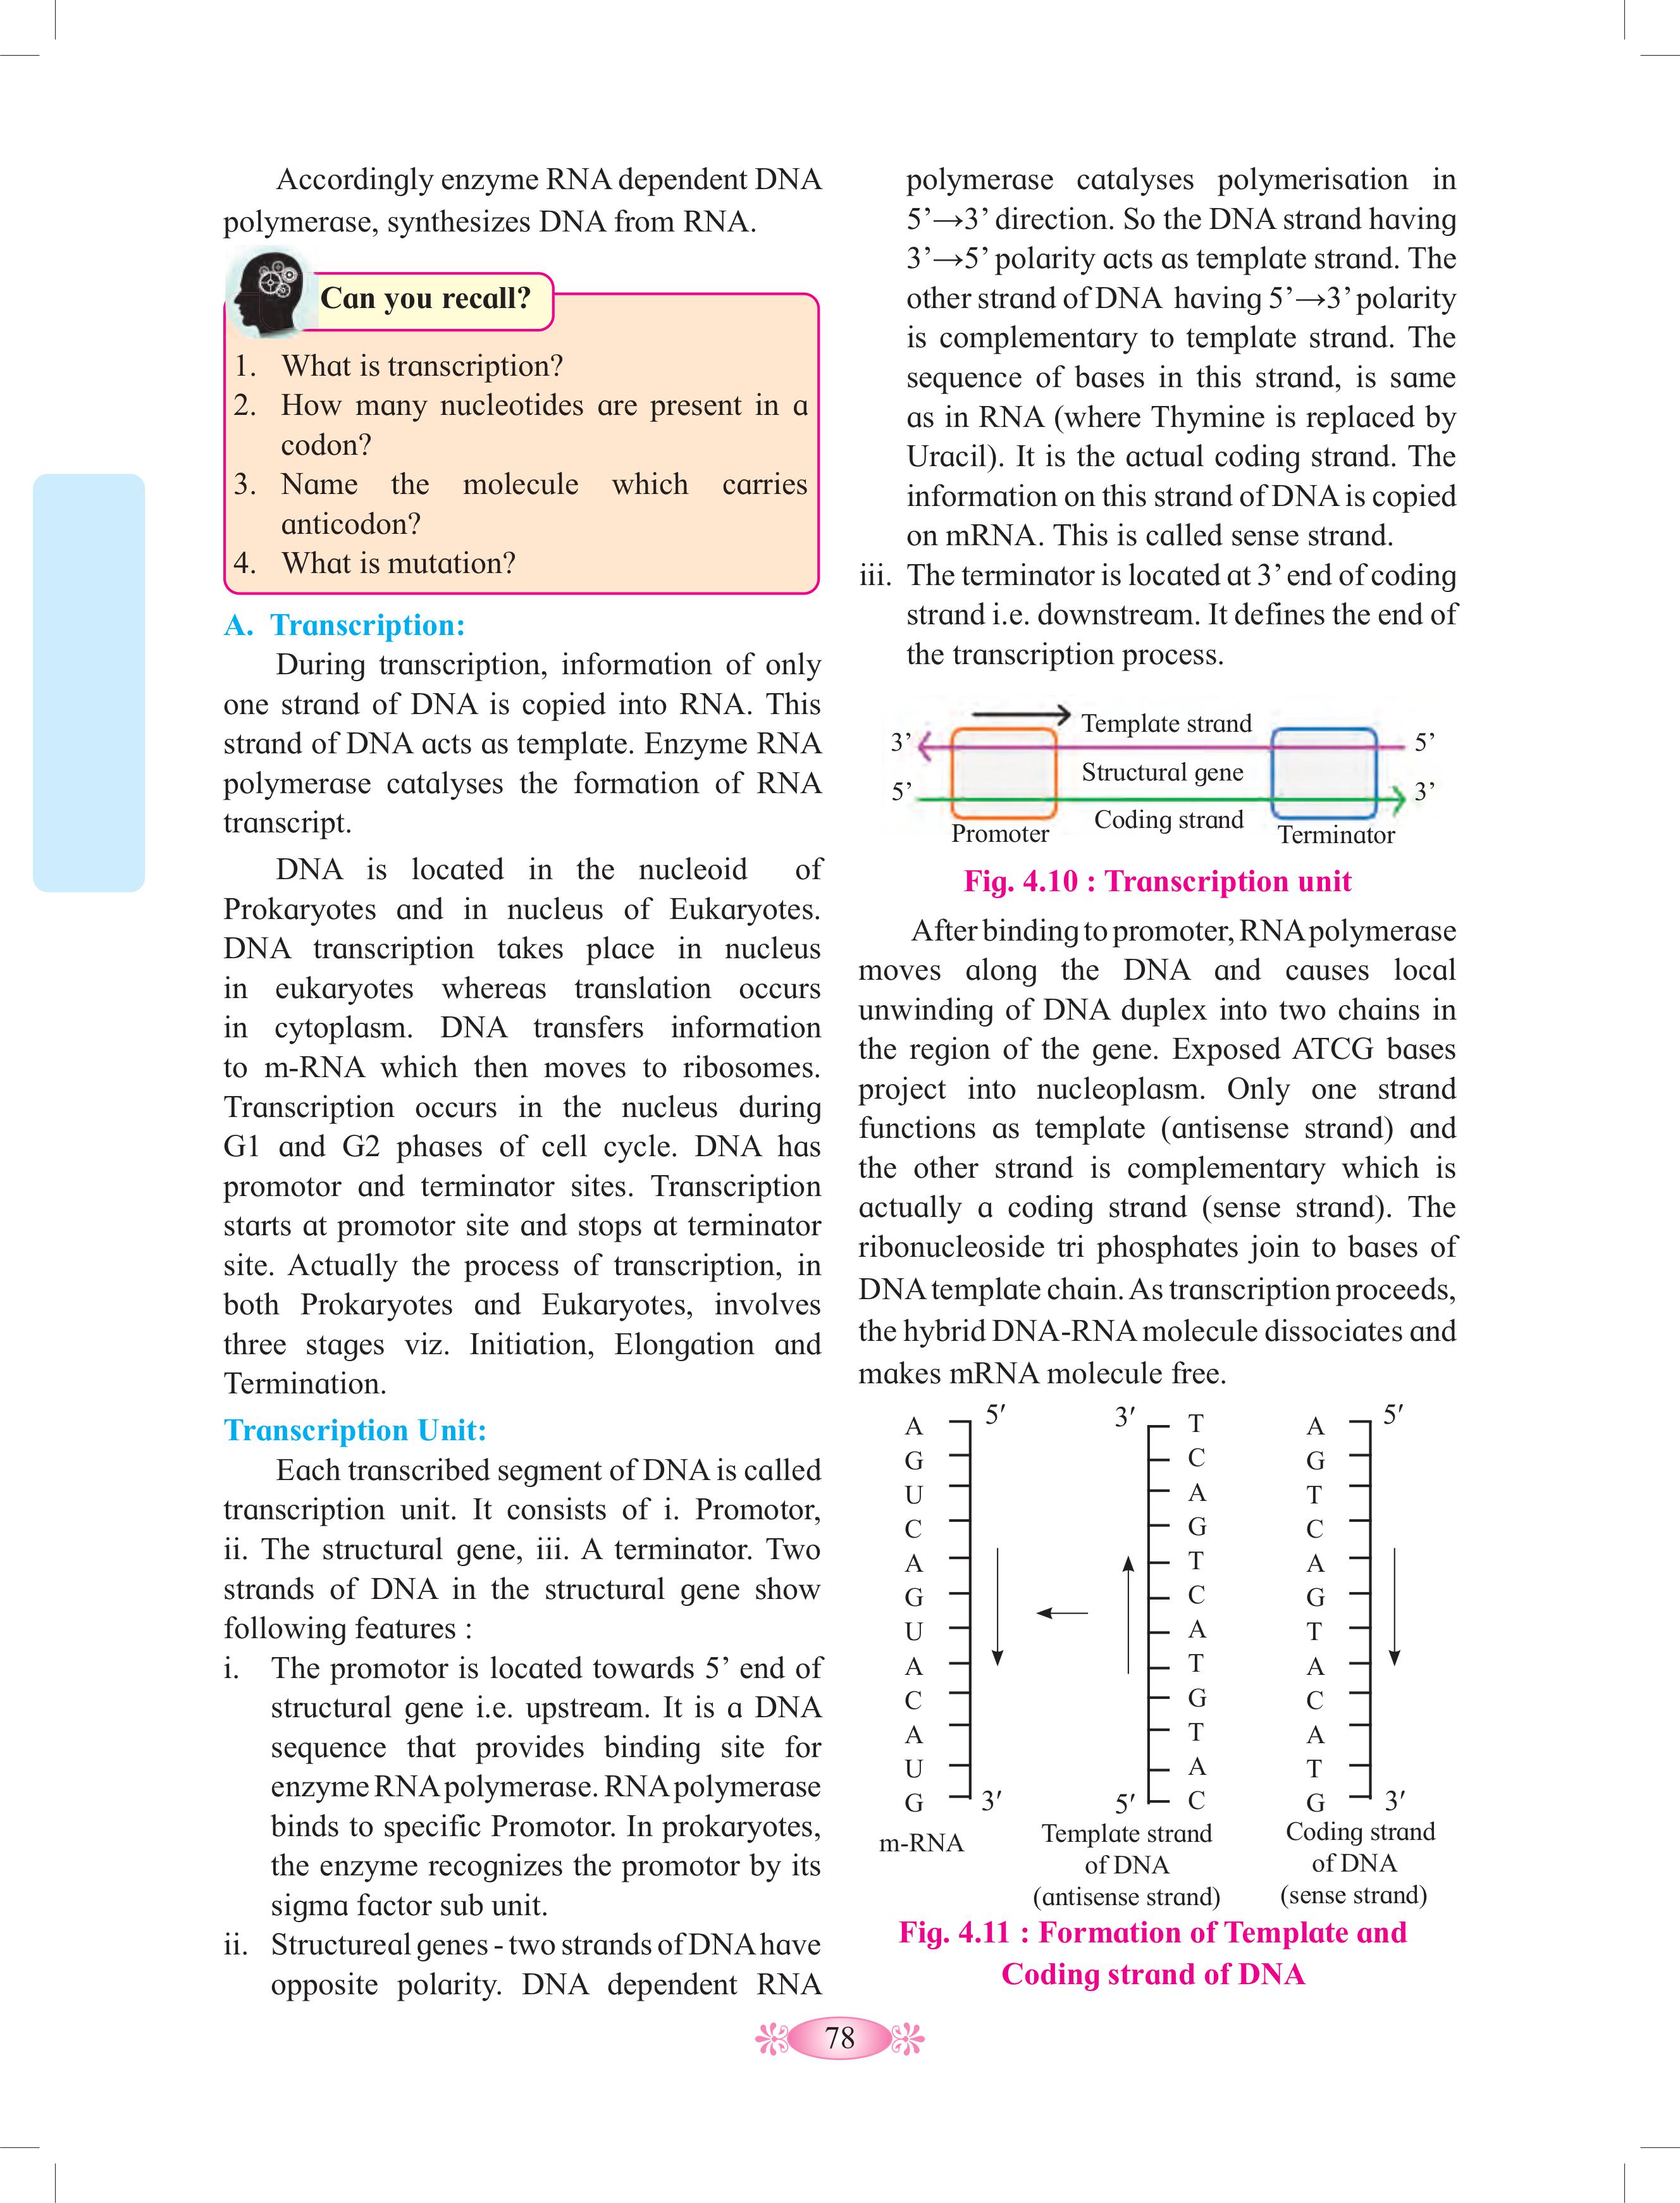 Accordingly enzyme RNA dependent DNA
polymerase, synthesizes DNA from RNA.
Can you recall?
1. What is transcription?
2. How many nucleotides are present in a
codon?
3. Name the molecule which carries
anticodon?
4. What is mutation?
A. Transcription:
During transcription, information of only
one strand of DNA is copied into RNA. This
strand of DNA acts as template. Enzyme RNA
polymerase catalyses the formation of RNA
transcript.
DNA is located in the nucleoid of
Prokaryotes and in nucleus of Eukaryotes.
DNA transcription takes place in nucleus
in eukaryotes whereas translation occurs
in cytoplasm. DNA transfers information
to m-RNA which then moves to ribosomes.
Transcription occurs in the nucleus during
G1 and G2 phases of cell cycle. DNA has
promotor and terminator sites. Transcription
starts at promotor site and stops at terminator
site. Actually the process of transcription, in
both Prokaryotes and Eukaryotes, involves
three stages viz. Initiation, Elongation and
Termination.
Transcription Unit:
Each transcribed segment of DNA is called
transcription unit. It consists of i. Promotor,
ii. The structural gene, iii. A terminator. Two
strands of DNA in the structural gene show
following features :
i. The promotor is located towards 5’ end of
structural gene i.e. upstream. It is a DNA
sequence that provides binding site for
enzyme RNA polymerase. RNA polymerase
binds to specific Promotor. In prokaryotes,
the enzyme recognizes the promotor by its
sigma factor sub unit.
ii. Structureal genes - two strands of DNA have
opposite polarity. DNA dependent RNA
polymerase catalyses polymerisation in
5’→3’ direction. So the DNA strand having
3’→5’ polarity acts as template strand. The
other strand of DNA having 5’→3’ polarity
is complementary to template strand. The
sequence of bases in this strand, is same
as in RNA (where Thymine is replaced by
Uracil). It is the actual coding strand. The
information on this strand of DNA is copied
on mRNA. This is called sense strand.
iii. The terminator is located at 3’ end of coding
strand i.e. downstream. It defines the end of
the transcription process.
Template strand
3’ 5’
Structural gene
5’ 3’
Coding strand
Promoter Terminator
Fig. 4.10 : Transcription unit
After binding to promoter, RNA polymerase
moves along the DNA and causes local
unwinding of DNA duplex into two chains in
the region of the gene. Exposed ATCG bases
project into nucleoplasm. Only one strand
functions as template (antisense strand) and
the other strand is complementary which is
actually a coding strand (sense strand). The
ribonucleoside tri phosphates join to bases of
DNA template chain. As transcription proceeds,
the hybrid DNA-RNA molecule dissociates and
makes mRNA molecule free.
A 5′ 3′ T A 5′
G C G
U A T
C G C
A T A
G C G
U A T
A T A
C G C
A T A
U A T
G 3′ 5′ C G 3′
m-RNA
Template strand
of DNA
(antisense strand)
Coding strand
of DNA
(sense strand)
Fig. 4.11 : Formation of Template and
Coding strand of DNA
78